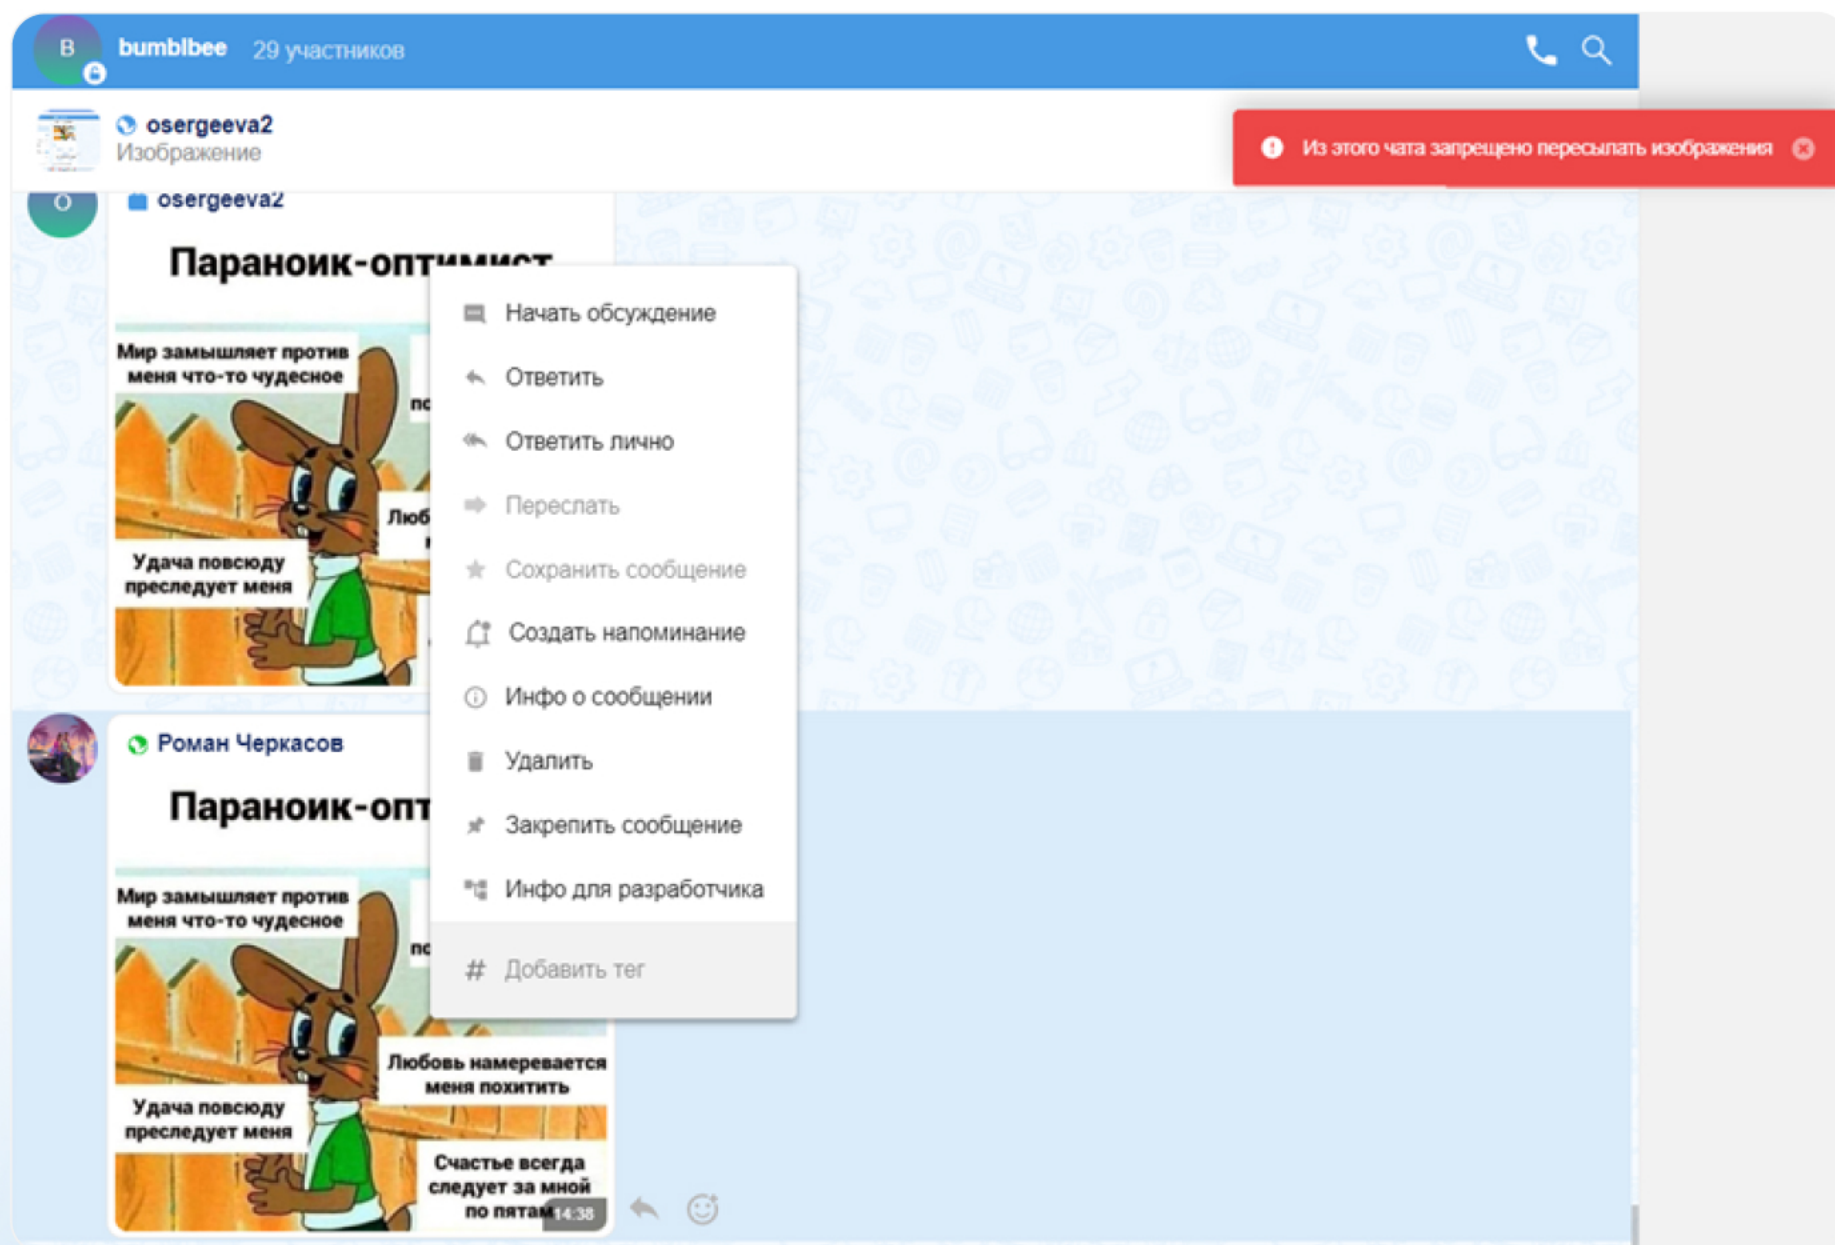 B bumblbee 29 участников
osergeeva2
Изображение
Из этого чата запрещено пересылать изображения
O osergeeva2
Параноик-оптимист
Мир замышляет против
меня что-то чудесное
Удача повсюду
преследует меня
Начать обсуждение
Ответить
Ответить лично
Переслать
Сохранить сообщение
Создать напоминание
Инфо о сообщении
Удалить
Закрепить сообщение
Инфо для разработчика
# Добавить тег
Роман Черкасов
Параноик-опт
Мир замышляет против
меня что-то чудесное
Любовь намеревается
меня похитить
Удача повсюду
преследует меня
Счастье всегда
следует за мной
по пятам
14:38